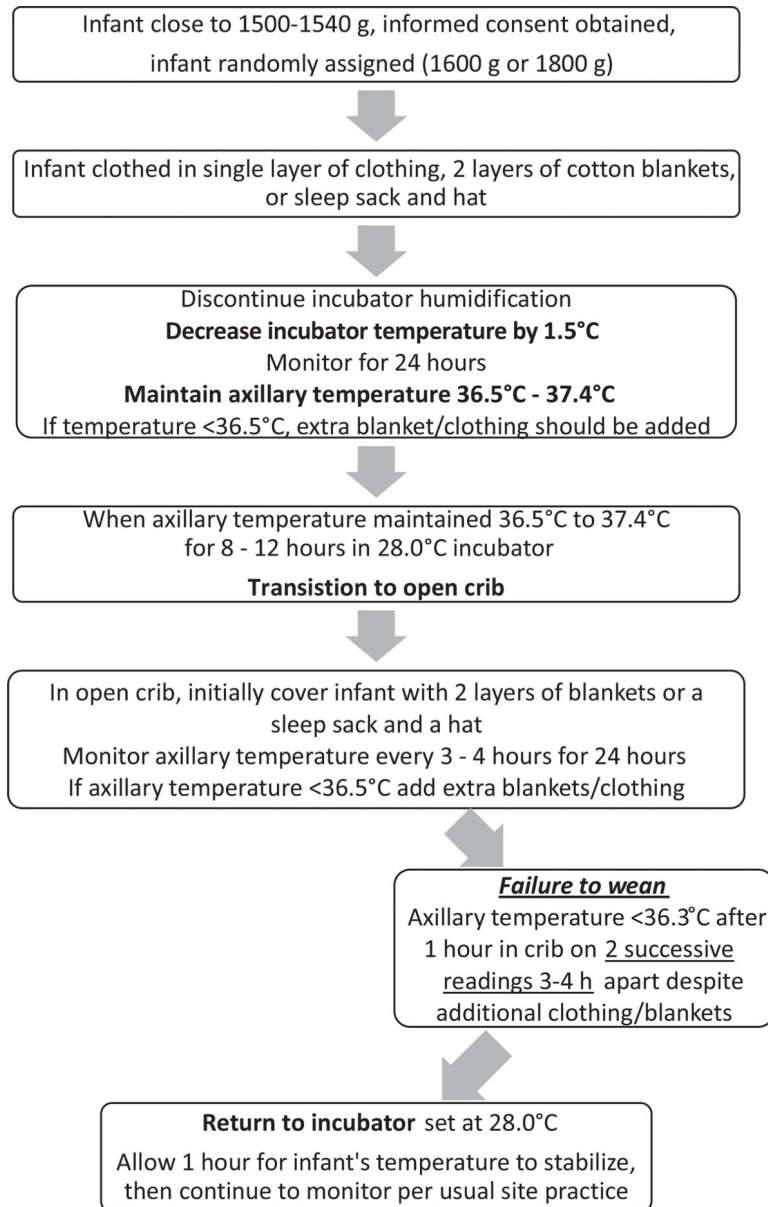 Infant close to 1500-1540 g, informed consent obtained,
infant randomly assigned (1600 g or 1800 g)
Infant clothed in single layer of clothing, 2 layers of cotton blankets,
or sleep sack and hat
Discontinue incubator humidification
Decrease incubator temperature by 1.5°C
Monitor for 24 hours
Maintain axillary temperature 36.5°C - 37.4°C
If temperature <36.5°C, extra blanket/clothing should be added
When axillary temperature maintained 36.5°C to 37.4°C
for 8 - 12 hours in 28.0°C incubator
Transistion to open crib
In open crib, initially cover infant with 2 layers of blankets or a
sleep sack and a hat
Monitor axillary temperature every 3 - 4 hours for 24 hours
If axillary temperature <36.5°C add extra blankets/clothing
Failure to wean
Axillary temperature <36.3°C after
1 hour in crib on 2 successive
readings 3-4 h apart despite
additional clothing/blankets
Return to incubator set at 28.0°C
Allow 1 hour for infant's temperature to stabilize,
then continue to monitor per usual site practice